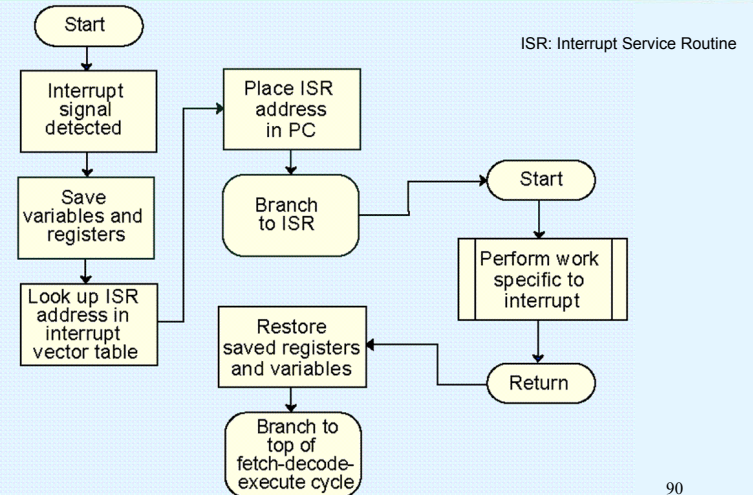 Start
ISR: Interrupt Service Routine
Interrupt
signal
detected
Save
variables and
registers
Look up ISR
address in
interrupt
vector table
Place ISR
address
in PC
Branch
to ISR
Start
Perform work
specific to
interrupt
Return
Restore
saved registers
and variables
Branch to
top of
fetch-decode-
execute cycle
90